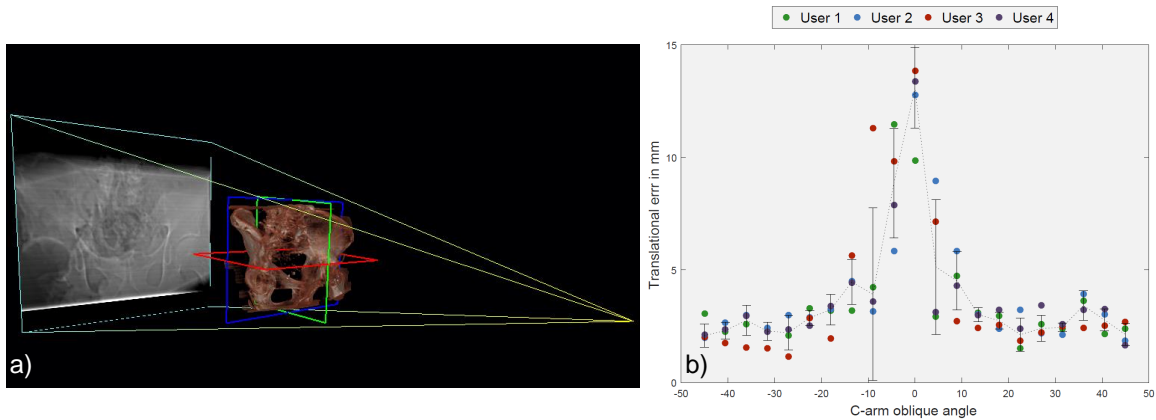 User 1 User 2 User 3 User 4
15
10
5
0
Translational errr in mm
-50 -40 -30 -20 -10 0 10 20 30 40 50
C-arm oblique angle
a)
b)